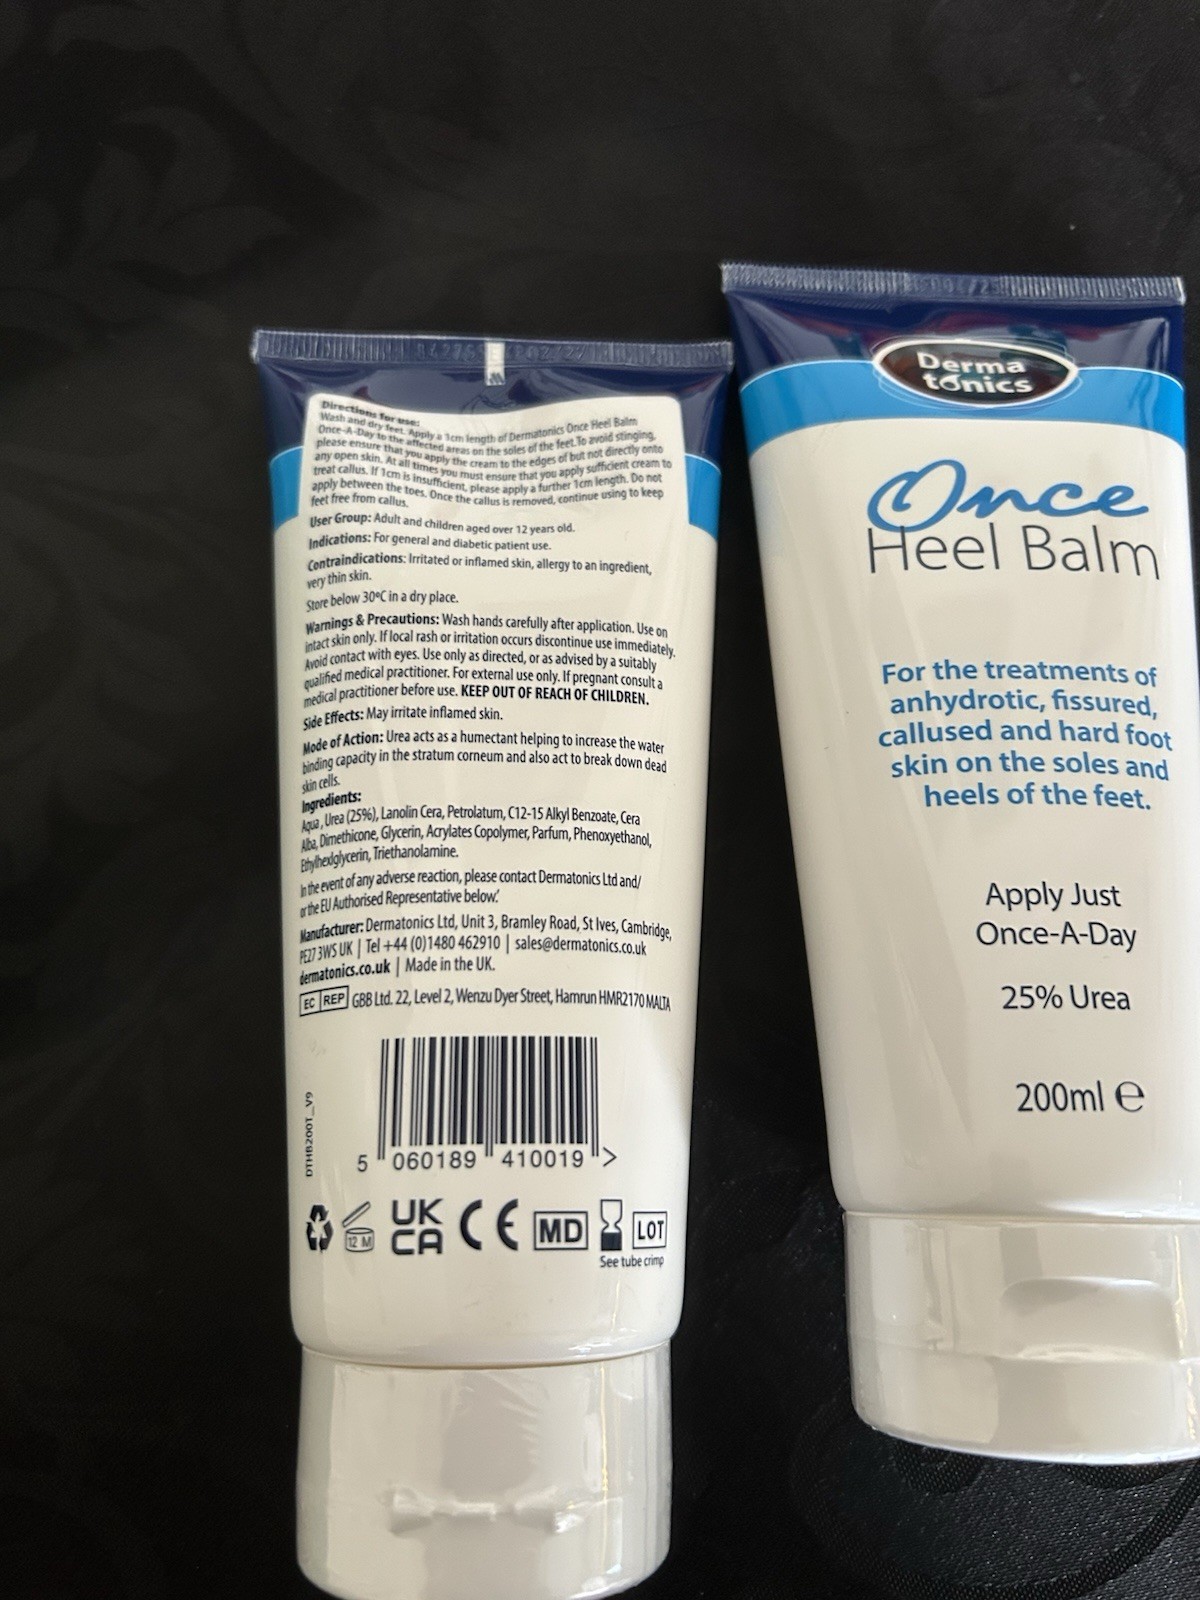 Directions for use:
Wash and dry feet. Apply a 1cm length of Dermatonics Once Heel Balm
Once-A-Day to the affected areas on the soles of the feet. To avoid stinging,
please ensure that you apply the cream to the edges of but not directly onto
any open skin. At all times you must ensure that you apply sufficient cream to
treat callus. If 1cm is insufficient, please apply a further 1cm length. Do not
apply between the toes. Once the callus is removed, continue using to keep
feet free from callus.
User Group: Adult and children aged over 12 years old.
Indications: For general and diabetic patient use.
Contraindications: Irritated or inflamed skin, allergy to an ingredient,
very thin skin.
Store below 30ºC in a dry place.
Warnings & Precautions: Wash hands carefully after application. Use on
intact skin only. If local rash or irritation occurs discontinue use immediately.
Avoid contact with eyes. Use only as directed, or as advised by a suitably
qualified medical practitioner. For external use only. If pregnant consult a
medical practitioner before use. KEEP OUT OF REACH OF CHILDREN.
Side Effects: May irritate inflamed skin.
Mode of Action: Urea acts as a humectant helping to increase the water
binding capacity in the stratum corneum and also act to break down dead
skin cells.
Ingredients:
Aqua, Urea (25%), Lanolin Cera, Petrolatum, C12-15 Alkyl Benzoate, Cera
Alba, Dimethicone, Glycerin, Acrylates Copolymer, Parfum, Phenoxyethanol,
Ethylhexlglycerin, Triethanolamine.
In the event of any adverse reaction, please contact Dermatonics Ltd and/
or the EU Authorised Representative below.'
Manufacturer: Dermatonics Ltd, Unit 3, Bramley Road, St Ives, Cambridge,
PE27 3WS UK | Tel +44 (0)1480 462910 | sales@dermatonics.co.uk
dermatonics.co.uk | Made in the UK.
EC REP GBB Ltd. 22, Level 2, Wenzu Dyer Street, Hamrun HMR2170 MALTA
DTHB200T_V9
5 060189 410019 >
12 M UK CA CE MD LOT
See tube crimp
Derma
tonics
Once
Heel Balm
For the treatments of
anhydrotic, fissured,
callused and hard foot
skin on the soles and
heels of the feet.
Apply Just
Once-A-Day
25% Urea
200ml e